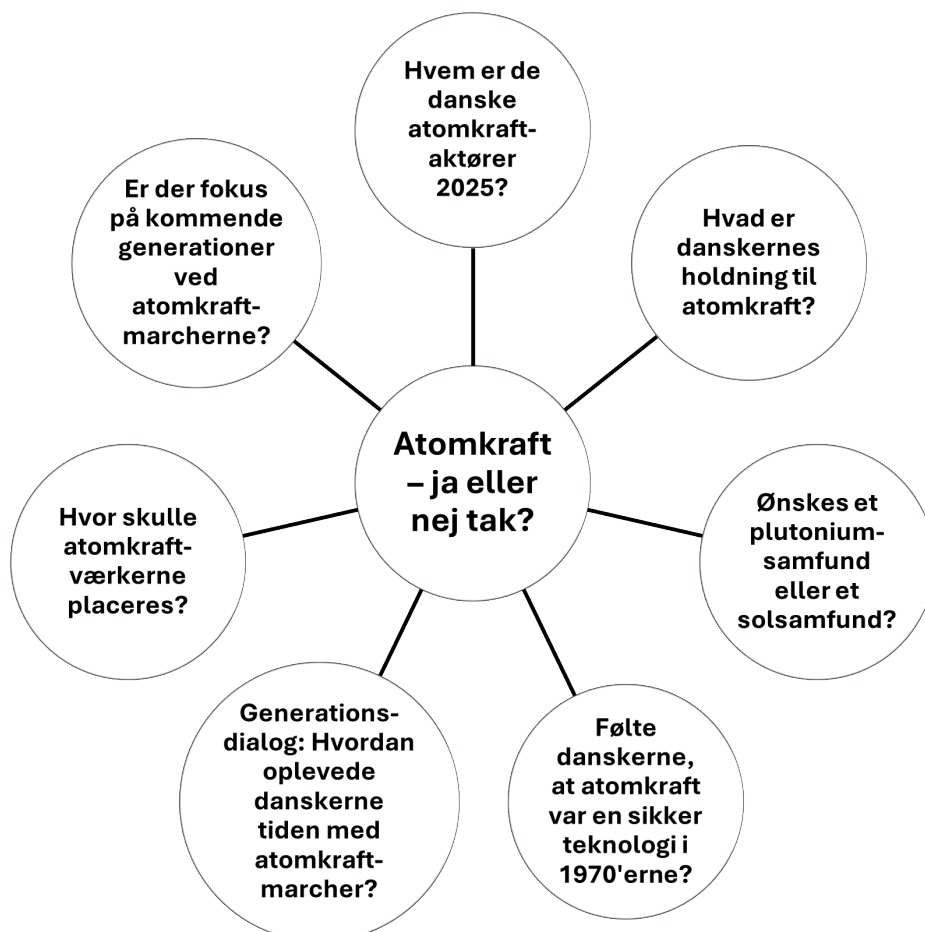 Hvem er de
danske
atomkraft-
aktører
2025?
Hvad er
danskernes
holdning til
atomkraft?
Ønskes et
plutonium-
samfund
eller et
solsamfund?
Følte
danskerne,
at atomkraft
var en sikker
teknologi i
1970'erne?
Generations-
dialog: Hvordan
oplevede
danskerne
tiden med
atomkraft-
marcher?
Hvor skulle
atomkraft-
værkerne
placeres?
Er der fokus
på kommende
generationer
ved
atomkraft-
marcherne?
Atomkraft
– ja eller
nej tak?